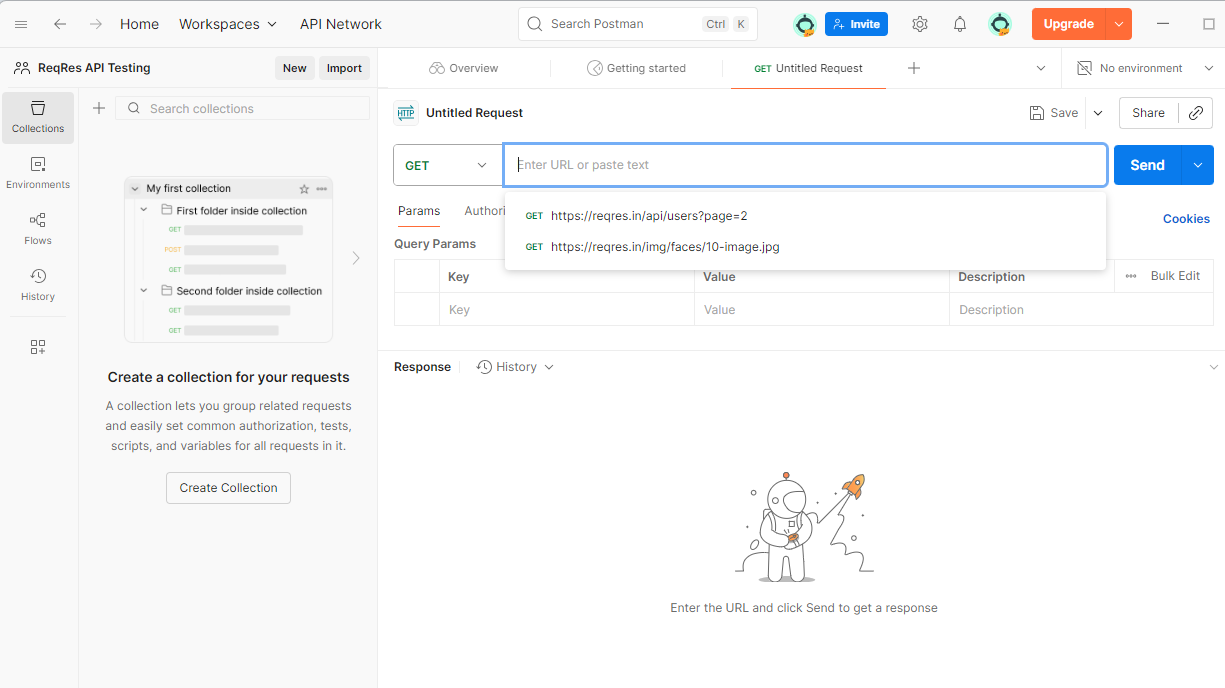 Home Workspaces API Network Search Postman Ctrl K Invite Upgrade
ReqRes API Testing New Import Overview Getting started GET Untitled Request No environment
Collections
Environments
Flows
History
Search collections
My first collection
First folder inside collection
GET
POST
GET
Second folder inside collection
GET
GET
Create a collection for your requests
A collection lets you group related requests
and easily set common authorization, tests,
scripts, and variables for all requests in it.
Create Collection
HTTP Untitled Request Save Share
GET Enter URL or paste text Send
GET https://reqres.in/api/users?page=2
GET https://reqres.in/img/faces/10-image.jpg
Params Authori Cookies
Query Params
Key Value Description Bulk Edit
Key Value Description
Response History
Enter the URL and click Send to get a response